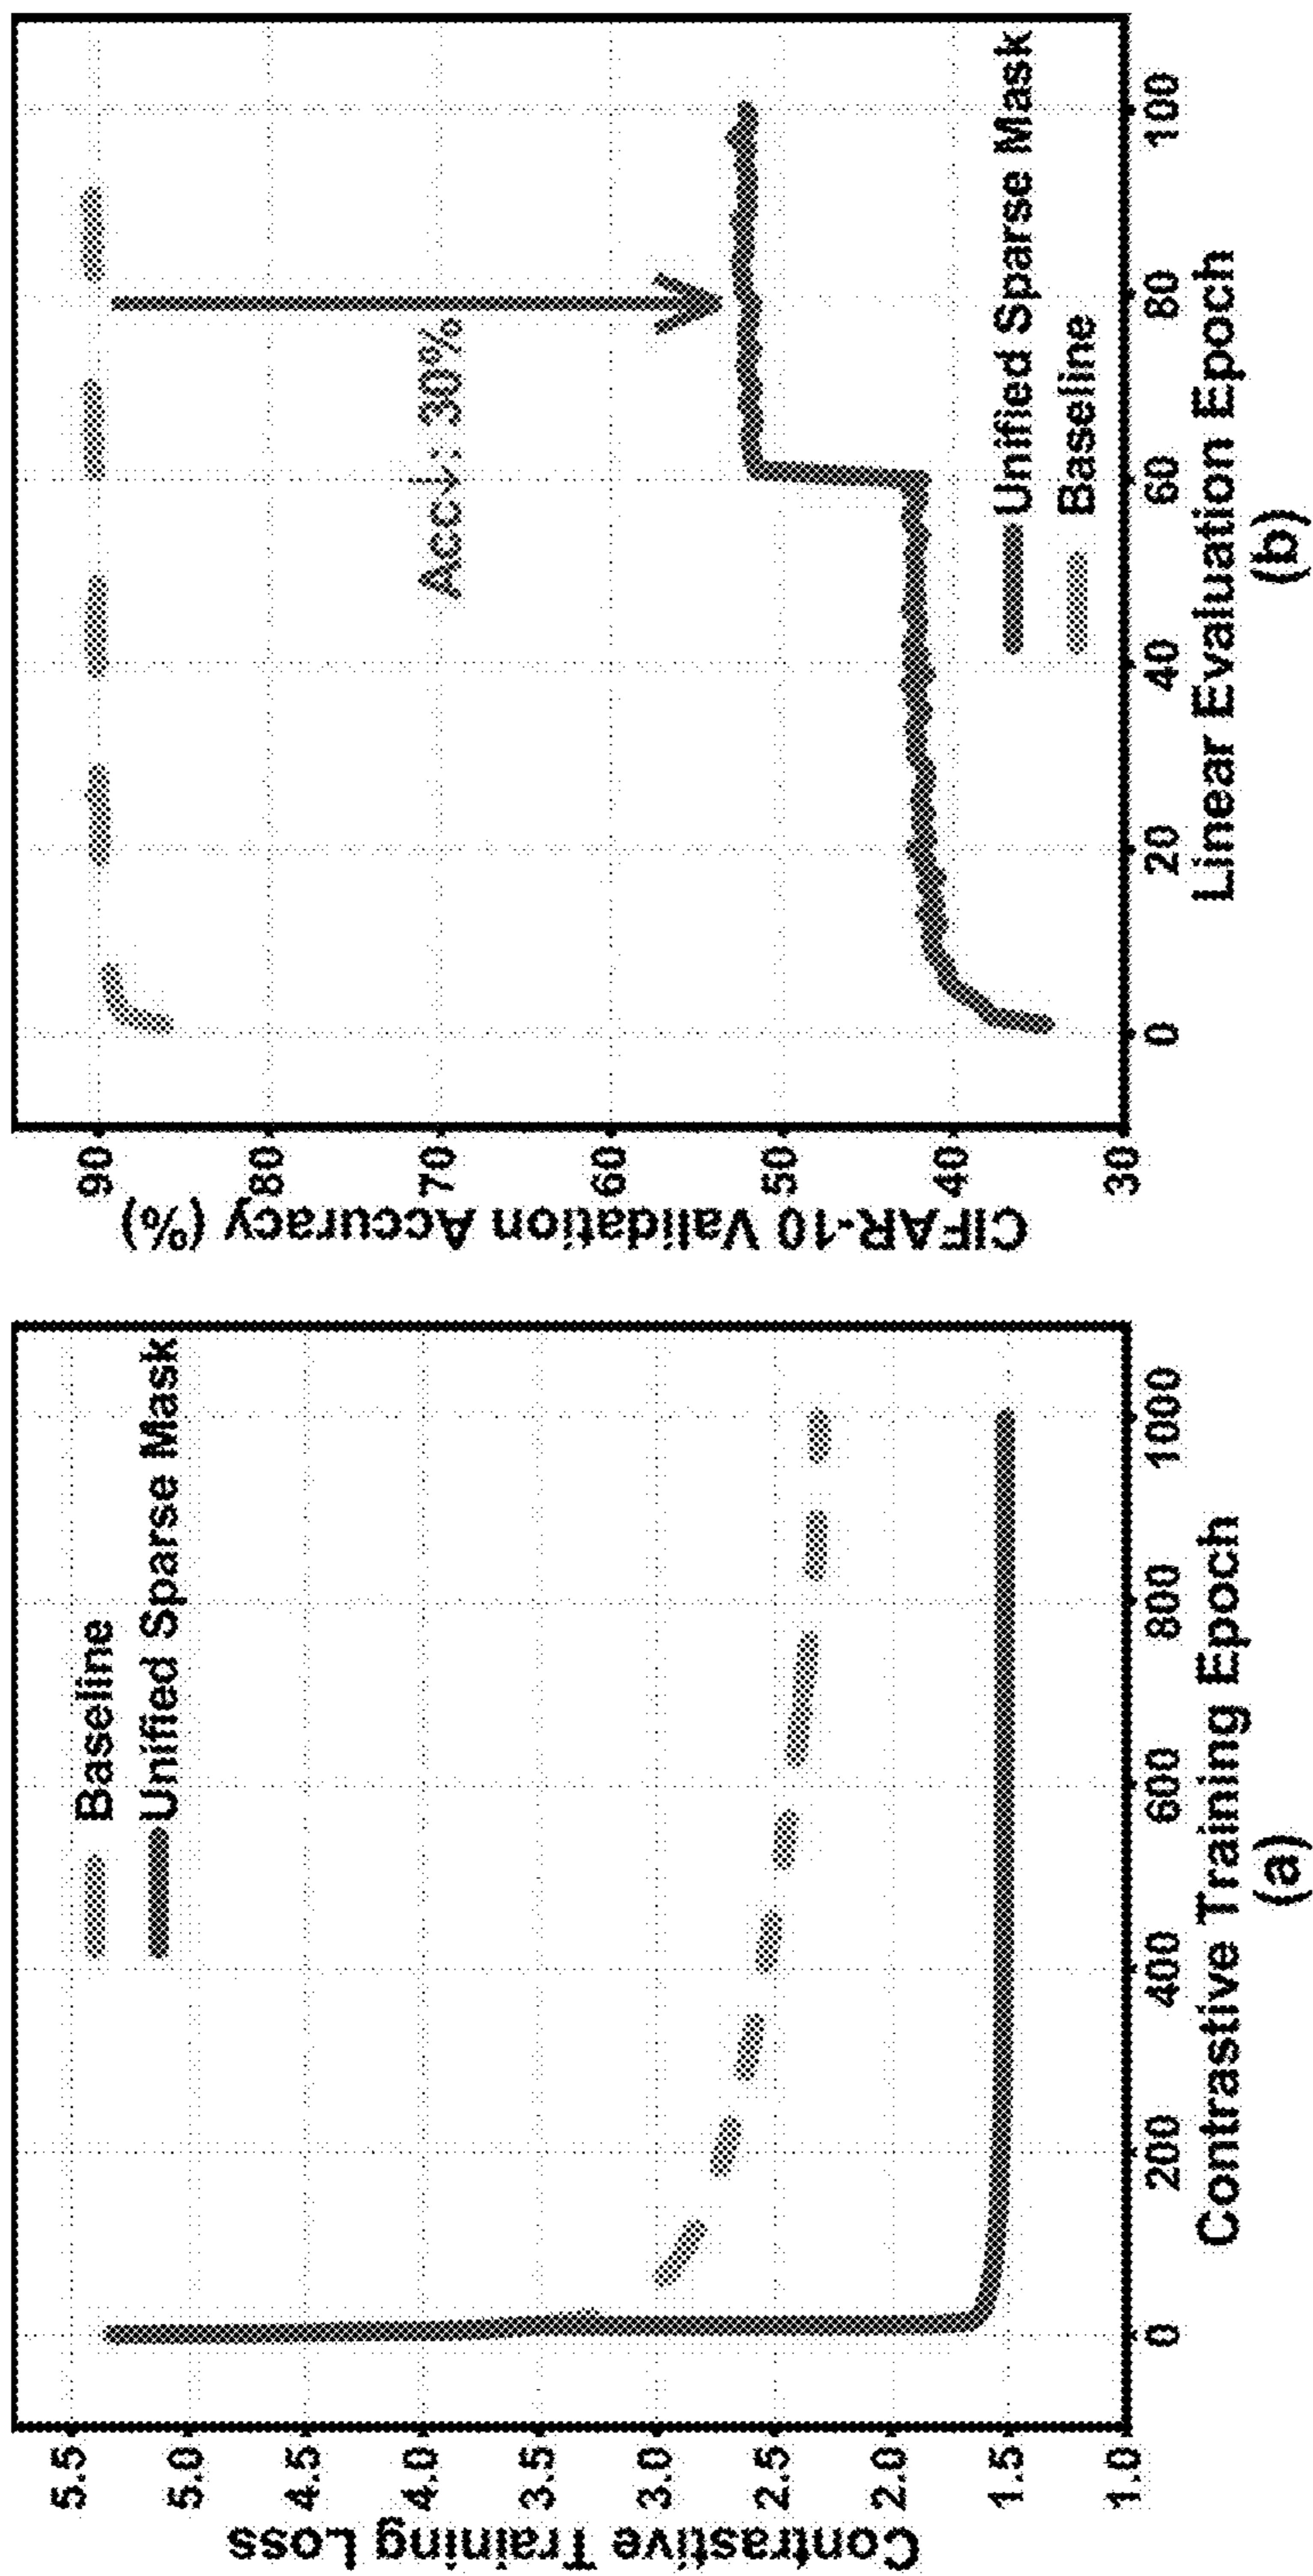 Contrastive Training Loss
5.5
5.0
4.5
4.0
3.5
3.0
2.5
2.0
1.5
1.0
Baseline
Unified Sparse Mask
0
200
400
600
800
1000
Contrastive Training Epoch
(a)
CIFAR-10 Validation Accuracy (%)
90
80
70
60
50
40
30
Acc↓: 30%
Unified Sparse Mask
Baseline
0
20
40
60
80
100
Linear Evaluation Epoch
(b)